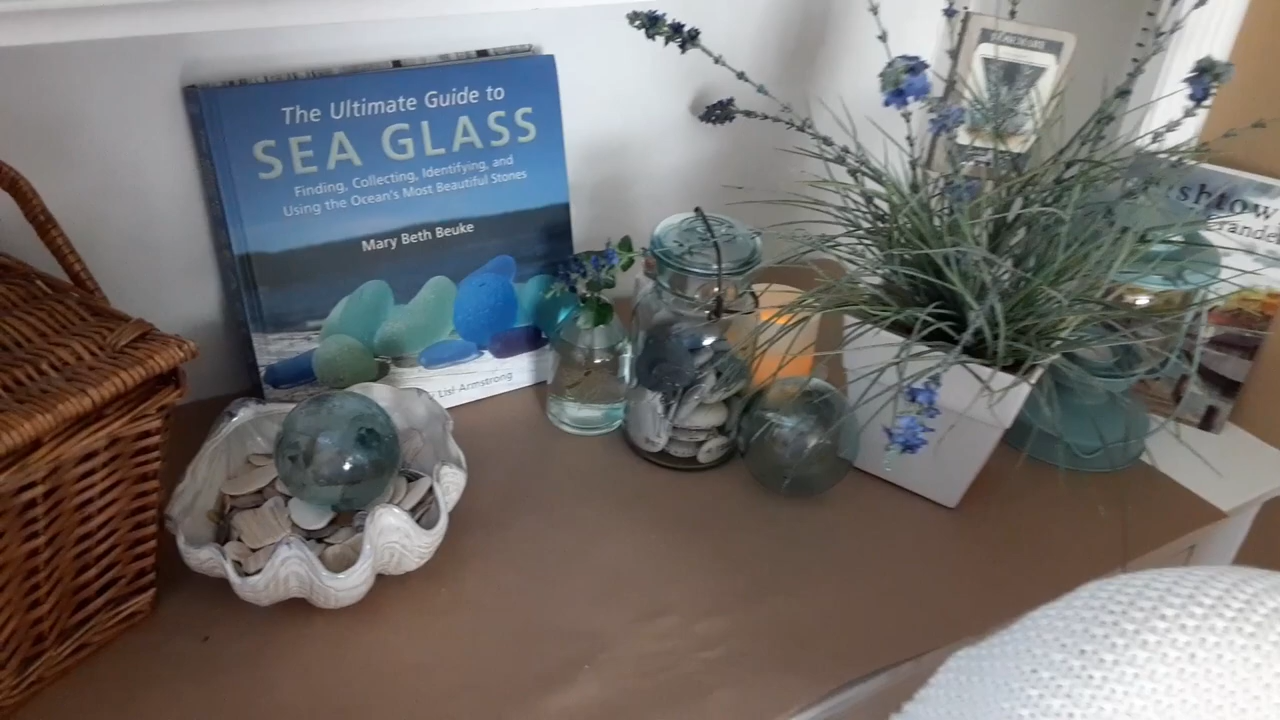 The Ultimate Guide to
SEA GLASS
Finding, Collecting, Identifying, and
Using the Ocean's Most Beautiful Stones
Mary Beth Beuke
Lisl Armstrong